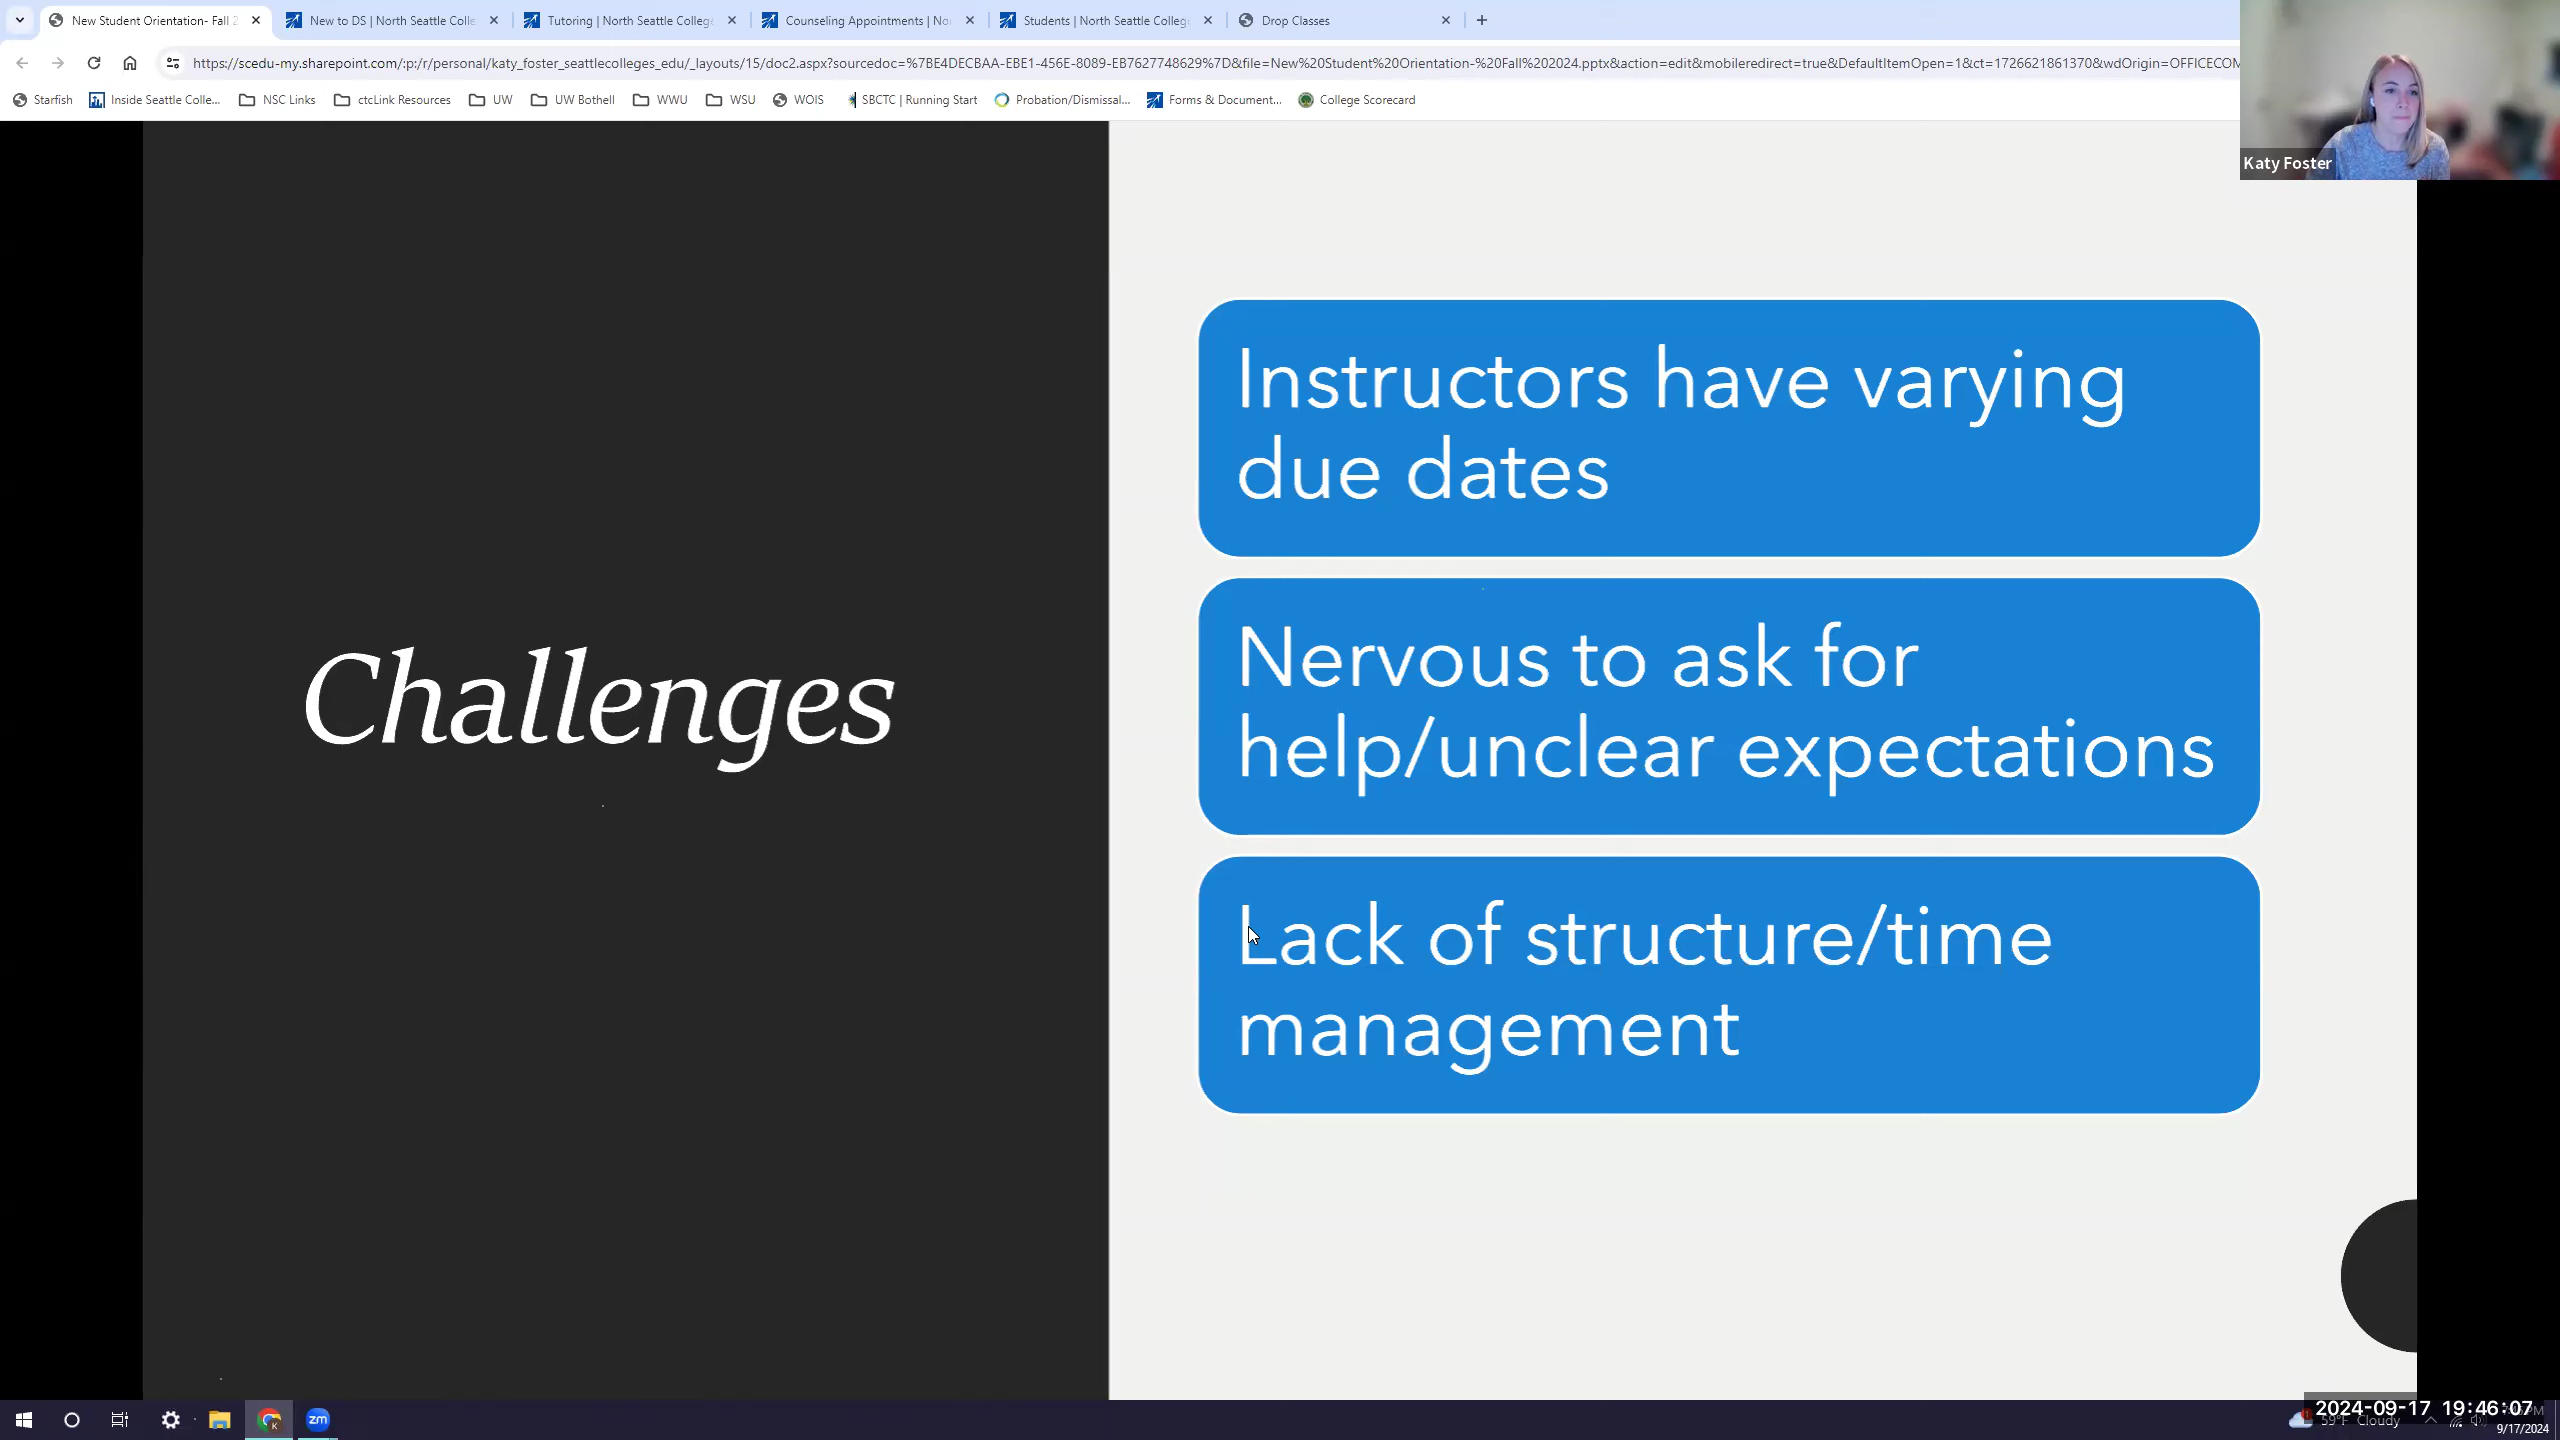 New Student Orientation- Fall 2
New to DS | North Seattle Colle
Tutoring | North Seattle College
Counseling Appointments | No
Students | North Seattle College
Drop Classes
https://scedu-my.sharepoint.com/:p:/r/personal/katy_foster_seattlecolleges_edu/_layouts/15/doc2.aspx?sourcedoc=%7BE4DECBAA-EBE1-456E-8089-EB7627748629%7D&file=New%20Student%20Orientation-%20Fall%202024.pptx&action=edit&mobileredirect=true&DefaultItemOpen=1&ct=1726621861370&wdOrigin=OFFICECOM
Starfish
Inside Seattle Colle...
NSC Links
ctcLink Resources
UW
UW Bothell
WWU
WSU
WOIS
SBCTC | Running Start
Probation/Dismissal...
Forms & Document...
College Scorecard
Katy Foster
Challenges
Instructors have varying
due dates
Nervous to ask for
help/unclear expectations
Lack of structure/time
management
zm
59°F Cloudy
2024-09-17 19:46:07
9/17/2024